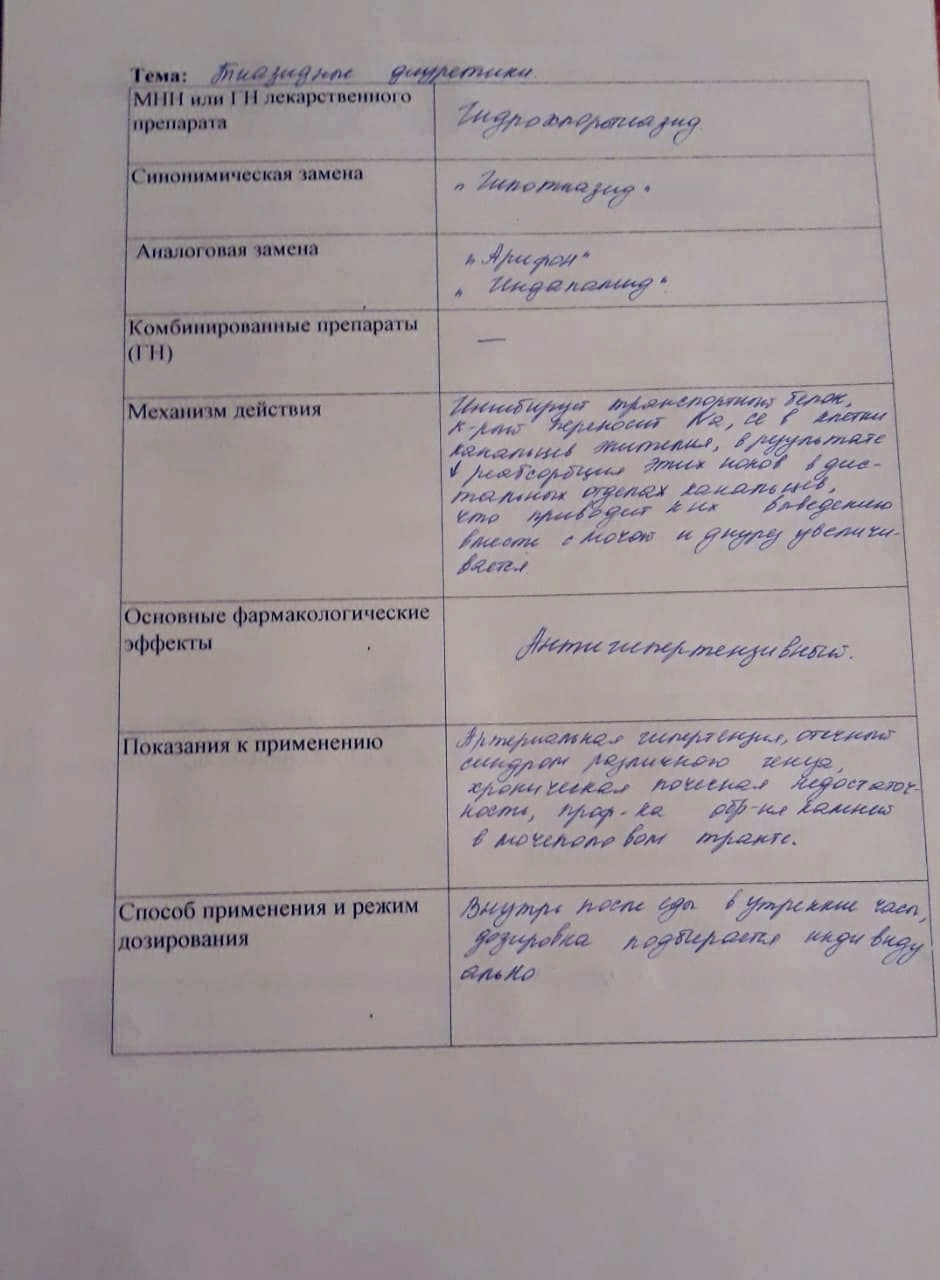 Тема: Тиазидные диуретики.
МНН или ГН лекарственного
препарата
Гидрохлоротиазид
Синонимическая замена
„Гипотиазид“
Аналоговая замена
„Арифон“
„Индапамид“.
Комбинированные препараты
(ГН)
—
Механизм действия
Ингибирует транспортный белок,
к-рый переносит Na, Cl в клетки
канальцев эпителия, в результате
↓ реабсорбция этих ионов в дис-
тальных отделах канальцев,
что приводит к их выведению
вместе с мочой и диурез увеличи-
вается
Основные фармакологические
эффекты
Антигипертензивный.
Показания к применению
Артериальная гипертензия, отечный
синдром различного генеза,
хроническая почечная недостаточ-
ность, проф-ка обр-ия камней
в мочеполовом тракте.
Способ применения и режим
дозирования
Внутрь после еды в утренние часы,
дозировка подбирается индивиду
ально